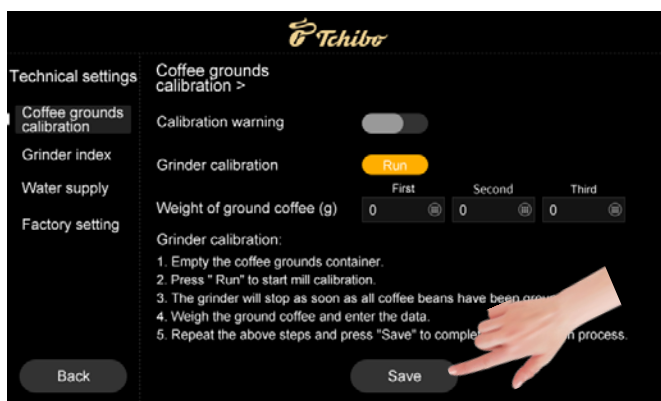 Tchibo
Technical settings
Coffee grounds
calibration
Grinder index
Water supply
Factory setting
Back
Coffee grounds
calibration >
Calibration warning
Grinder calibration
Run
First Second Third
Weight of ground coffee (g)
0 0 0
Grinder calibration:
1. Empty the coffee grounds container.
2. Press " Run" to start mill calibration.
3. The grinder will stop as soon as all coffee beans have been
4. Weigh the ground coffee and enter the data.
5. Repeat the above steps and press "Save" to process.
Save